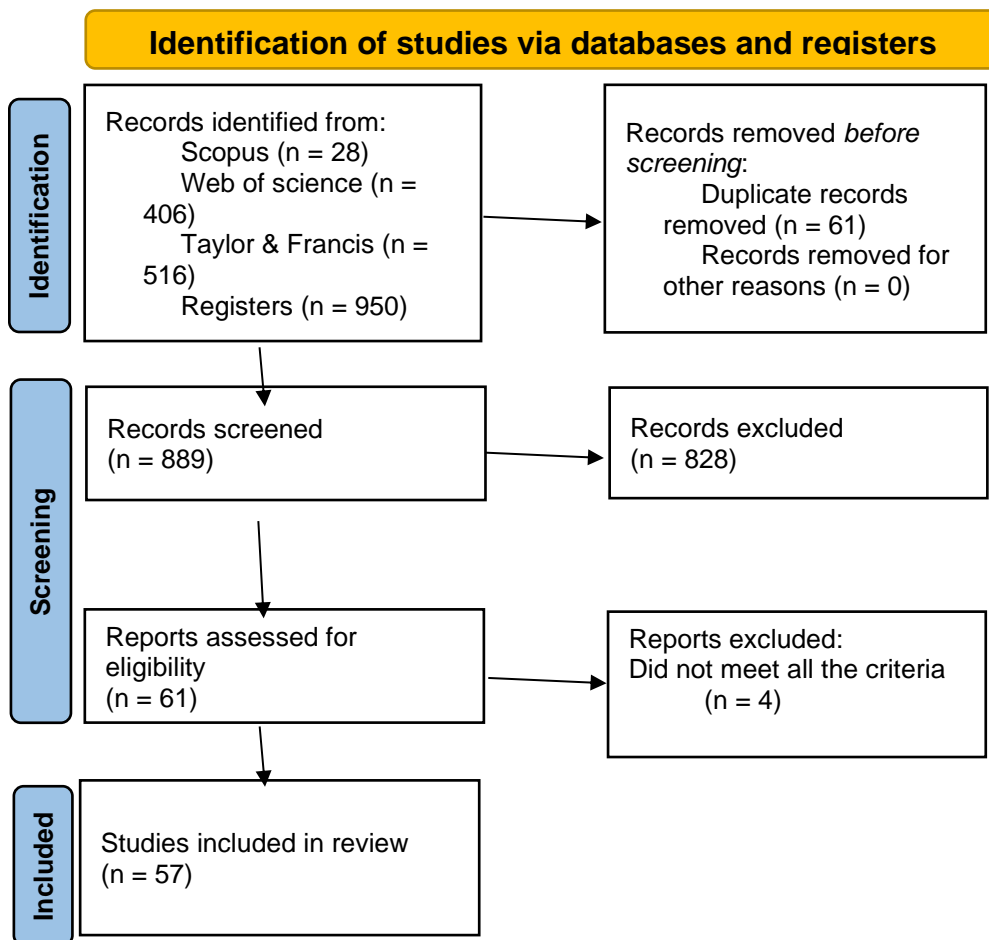 Identification of studies via databases and registers
Identification
Records identified from:
Scopus (n = 28)
Web of science (n =
406)
Taylor & Francis (n =
516)
Registers (n = 950)
Records removed before
screening:
Duplicate records
removed (n = 61)
Records removed for
other reasons (n = 0)
Screening
Records screened
(n = 889)
Records excluded
(n = 828)
Reports assessed for
eligibility
(n = 61)
Reports excluded:
Did not meet all the criteria
(n = 4)
Included
Studies included in review
(n = 57)